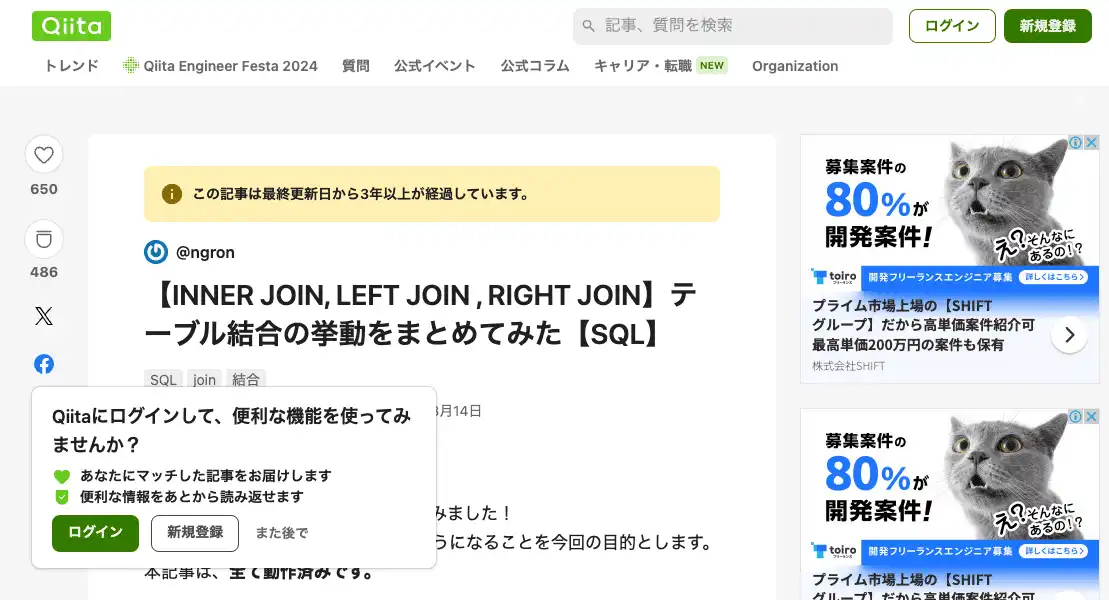 Qiita
記事、質問を検索
ログイン
新規登録
トレンド
Qiita Engineer Festa 2024
質問
公式イベント
公式コラム
キャリア・転職 NEW
Organization
650
486
この記事は最終更新日から3年以上が経過しています。
@ngron
【INNER JOIN, LEFT JOIN , RIGHT JOIN】テ
ーブル結合の挙動をまとめてみた【SQL】
SQL join 結合
月14日
みました！
うになることを今回の目的とします。
本記事は、全て動作済みです。
Qiitaにログインして、便利な機能を使ってみ
ませんか？
あなたにマッチした記事をお届けします
便利な情報をあとから読み返せます
ログイン
新規登録
また後で
募集案件の
80%が
開発案件!
え?そんなに
あるの!?
toiro
フリーランス
開発フリーランスエンジニア募集
詳しくはこちら
プライム市場上場の【SHIFT
グループ】だから高単価案件紹介可
最高単価200万円の案件も保有
株式会社SHIFT
募集案件の
80%が
開発案件!
え?そんなに
あるの!?
toiro
フリーランス
開発フリーランスエンジニア募集
詳しくはこちら
プライム市場上場の【SHIFT
グループ】だから高単価案件紹介可